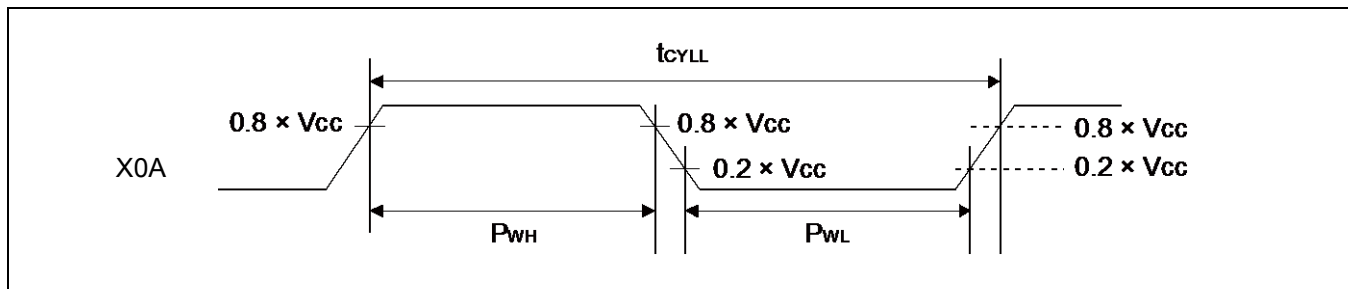 tCYLL
0.8 × Vcc
0.8 × Vcc
0.8 × Vcc
X0A
0.2 × Vcc
0.2 × Vcc
PWH
PWL